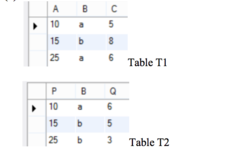 A B C
10 a 5
15 b 8
25 a 6
Table T1
P B Q
10 a 6
15 b 5
25 b 3
Table T2